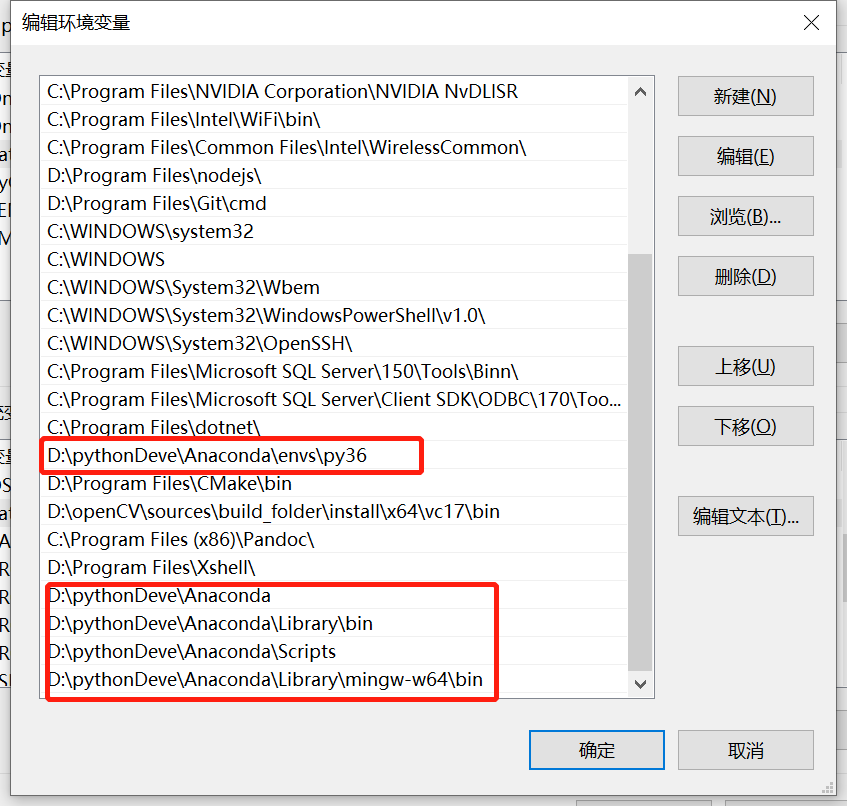 编辑环境变量
C:\Program Files\NVIDIA Corporation\NVIDIA NvDLISR
C:\Program Files\Intel\WiFi\bin\
C:\Program Files\Common Files\Intel\WirelessCommon\
D:\Program Files\nodejs\
D:\Program Files\Git\cmd
C:\WINDOWS\system32
C:\WINDOWS
C:\WINDOWS\System32\Wbem
C:\WINDOWS\System32\WindowsPowerShell\v1.0\
C:\WINDOWS\System32\OpenSSH\
C:\Program Files\Microsoft SQL Server\150\Tools\Binn\
C:\Program Files\Microsoft SQL Server\Client SDK\ODBC\170\Too...
C:\Program Files\dotnet\
D:\pythonDeve\Anaconda\envs\py36
D:\Program Files\CMake\bin
D:\openCV\sources\build_folder\install\x64\vc17\bin
C:\Program Files (x86)\Pandoc\
D:\Program Files\Xshell\
D:\pythonDeve\Anaconda
D:\pythonDeve\Anaconda\Library\bin
D:\pythonDeve\Anaconda\Scripts
D:\pythonDeve\Anaconda\Library\mingw-w64\bin
新建(N)
编辑(E)
浏览(B)...
删除(D)
上移(U)
下移(O)
编辑文本(T)...
确定
取消